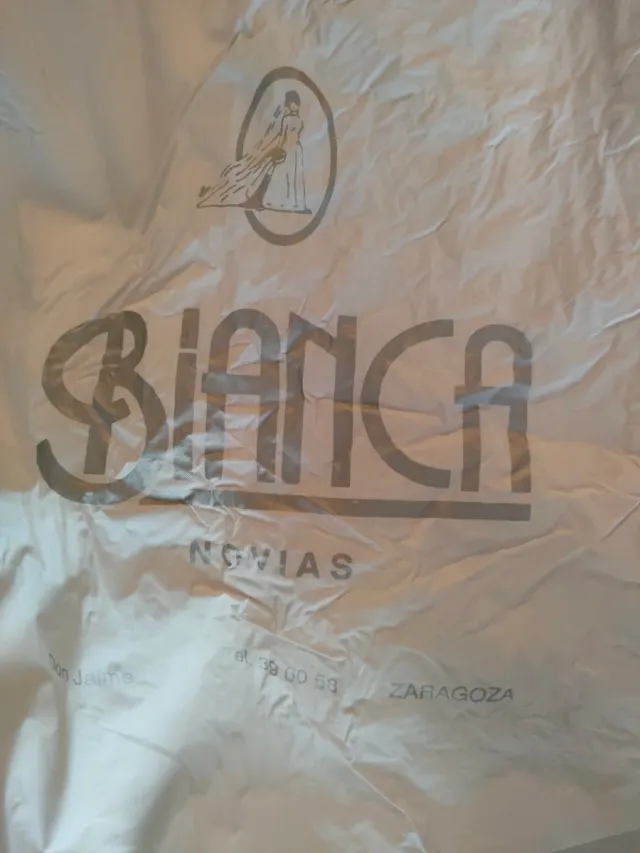 BIANCA
NOVIAS
Don Jaime el. 39 00 53 ZARAGOZA